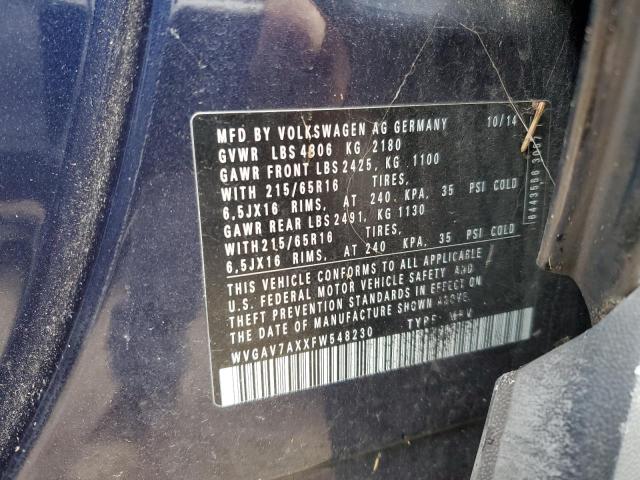 MFD BY VOLKSWAGEN AG GERMANY 10/14
GVWR LBS 4806 KG 2180
GAWR FRONT LBS 2425, KG 1100
WITH 215/65R16 TIRES,
6,5JX16 RIMS, AT 240. KPA, 35 PSI COLD
GAWR REAR LBS 2491, KG 1130
WITH215/65R16 TIRES,
6,5JX16 RIMS, AT 240 KPA, 35 PSI COLD
THIS VEHICLE CONFORMS TO ALL APPLICABLE
U.S. FEDERAL MOTOR VEHICLE SAFETY AND
THEFT PREVENTION STANDARDS IN EFFECT ON
THE DATE OF MANUFACTURE SHOWN ABOVE.
WVGAV7AXXFW548230 TYPE: